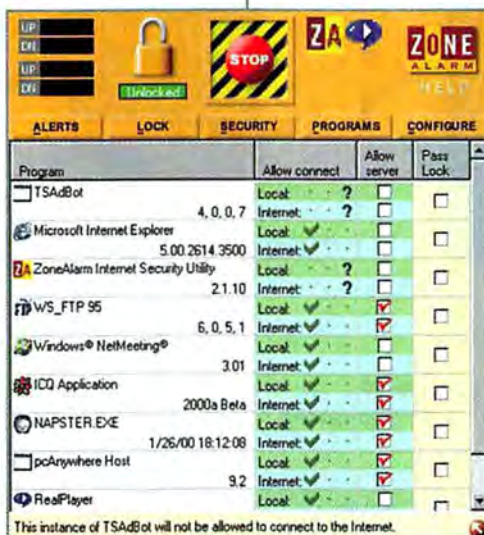 UP
DN
UP
DN
Unlocked
STOP
ZA
ZONE
ALARM
HELP
ALERTS LOCK SECURITY PROGRAMS CONFIGURE
Program Allow connect Allow server Pass Lock
TSAdBot Local: ?
4, 0, 0, 7 Internet: ?
Microsoft Internet Explorer Local:
5.00.2614.3500 Internet:
ZA ZoneAlarm Internet Security Utility Local: ?
2.1.10 Internet: ?
WS_FTP 95 Local:
6, 0, 5, 1 Internet:
Windows® NetMeeting® Local:
3.01 Internet:
ICQ Application Local:
2000a Beta Internet:
NAPSTER.EXE Local:
1/26/00 18:12:08 Internet:
pcAnywhere Host Local:
9.2 Internet:
RealPlayer Local:
This instance of TSAdBot will not be allowed to connect to the Internet.